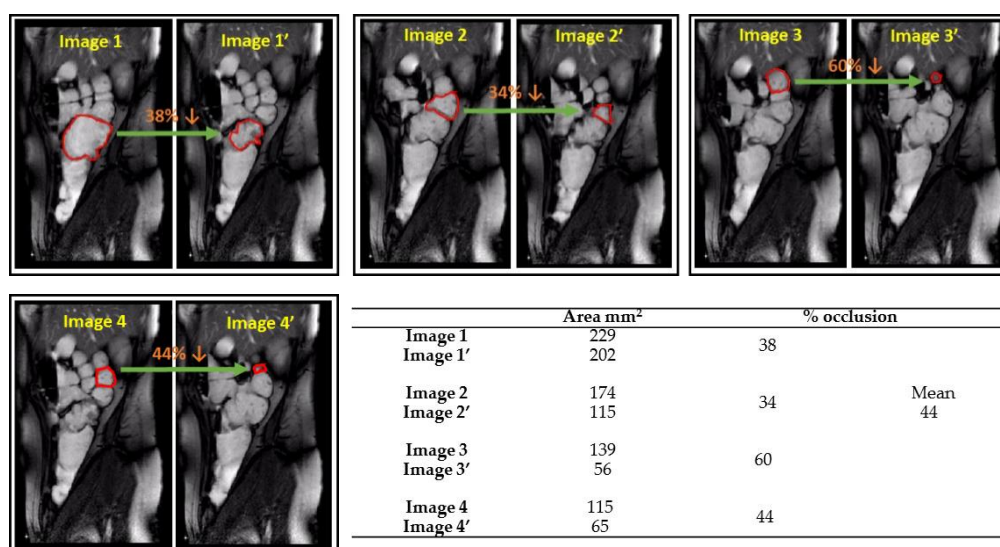 Image 1 Image 1’
38% ↓
Image 2 Image 2’
34% ↓
Image 3 Image 3’
60% ↓
Image 4 Image 4’
44% ↓
Area mm² % occlusion
Image 1 229
Image 1′ 202
38
Image 2 174
Image 2′ 115
34
Mean
44
Image 3 139
Image 3′ 56
60
Image 4 115
Image 4′ 65
44